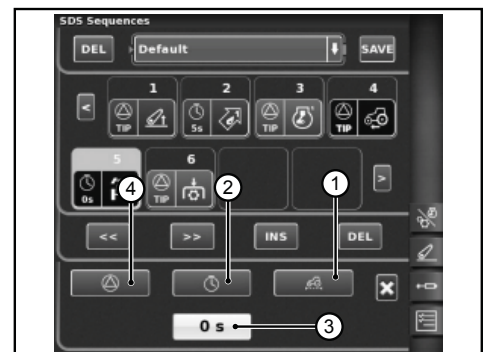 SDS Sequences
DEL Default SAVE
1 2 3 4
< TIP 5s TIP TIP
5 6
0s TIP >
<< >> INS DEL
4 2 1
0 s 3